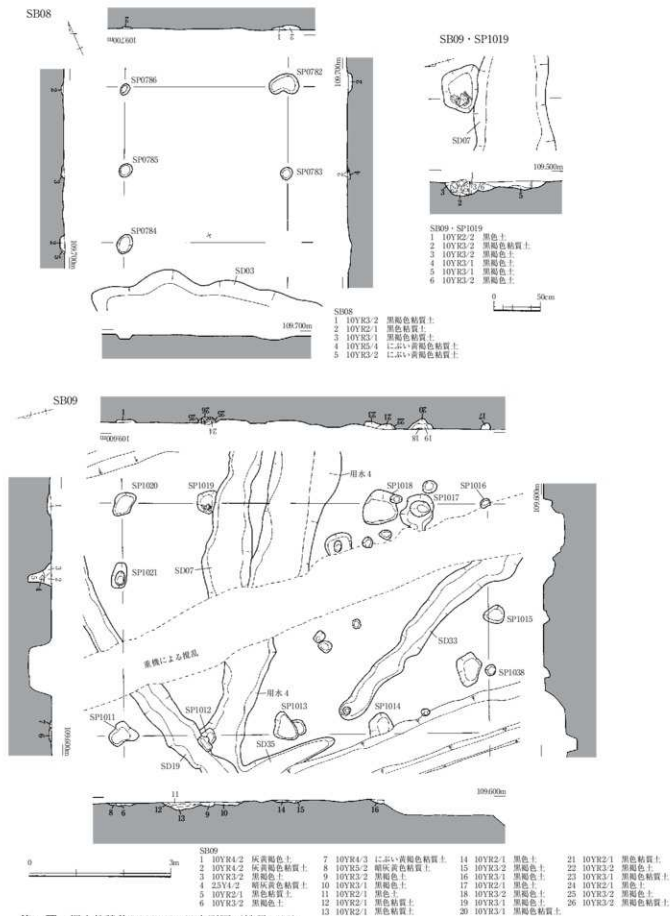 SB08
109.700m
SP0786
SP0782
109.700m
SP0785
SP0783
SP0784
109.700m
SD03
109.700m
SB08
1 10YR3/2 黒褐色粘質土
2 10YR2/1 黒色粘質土
3 10YR3/1 黒褐色粘質土
4 10YR5/4 にぶい黄褐色粘質土
5 10YR3/2 にぶい黄褐色粘質土
SB09・SP1019
SD07
109.500m
SB09・SP1019
1 10YR2/2 黒色土
2 10YR3/2 黒褐色粘質土
3 10YR3/2 黒褐色土
4 10YR3/1 黒色土
5 10YR3/1 黒褐色土
6 10YR3/2 黒褐色土
0 50cm
SB09
109.600m
SP1020
SP1019
用水4
SP1018
SP1017
SP1016
109.600m
SP1021
SD07
重機による攪乱
SP1015
SD33
SP1038
用水4
SP1011
SP1012
SP1013
SP1014
109.600m
SD19
SD35
109.600m
0 3m
SB09
1 10YR4/2 灰黄褐色土
2 10YR4/2 灰黄褐色粘質土
3 10YR3/2 黒褐色土
4 2.5Y4/2 暗灰黄色粘質土
5 10YR2/1 黒色粘質土
6 10YR3/2 黒褐色土
7 10YR4/3 にぶい黄褐色粘質土
8 10YR5/2 暗灰黄色粘質土
9 10YR3/2 黒褐色土
10 10YR3/1 黒褐色土
11 10YR2/1 黒色土
12 10YR2/1 黒色粘質土
13 10YR2/1 黒色粘質土
14 10YR2/1 黒色土
15 10YR3/2 黒褐色土
16 10YR3/1 黒褐色粘質土
17 10YR2/1 黒色土
18 10YR3/2 黒褐色土
19 10YR3/1 黒褐色土
20 10YR3/1 黒褐色粘質土
21 10YR2/1 黒色粘質土
22 10YR2/1 黒色土
23 10YR3/2 黒褐色粘質土
24 10YR2/1 黒色土
25 10YR3/2 黒褐色粘質土
26 10YR3/2 黒褐色粘質土